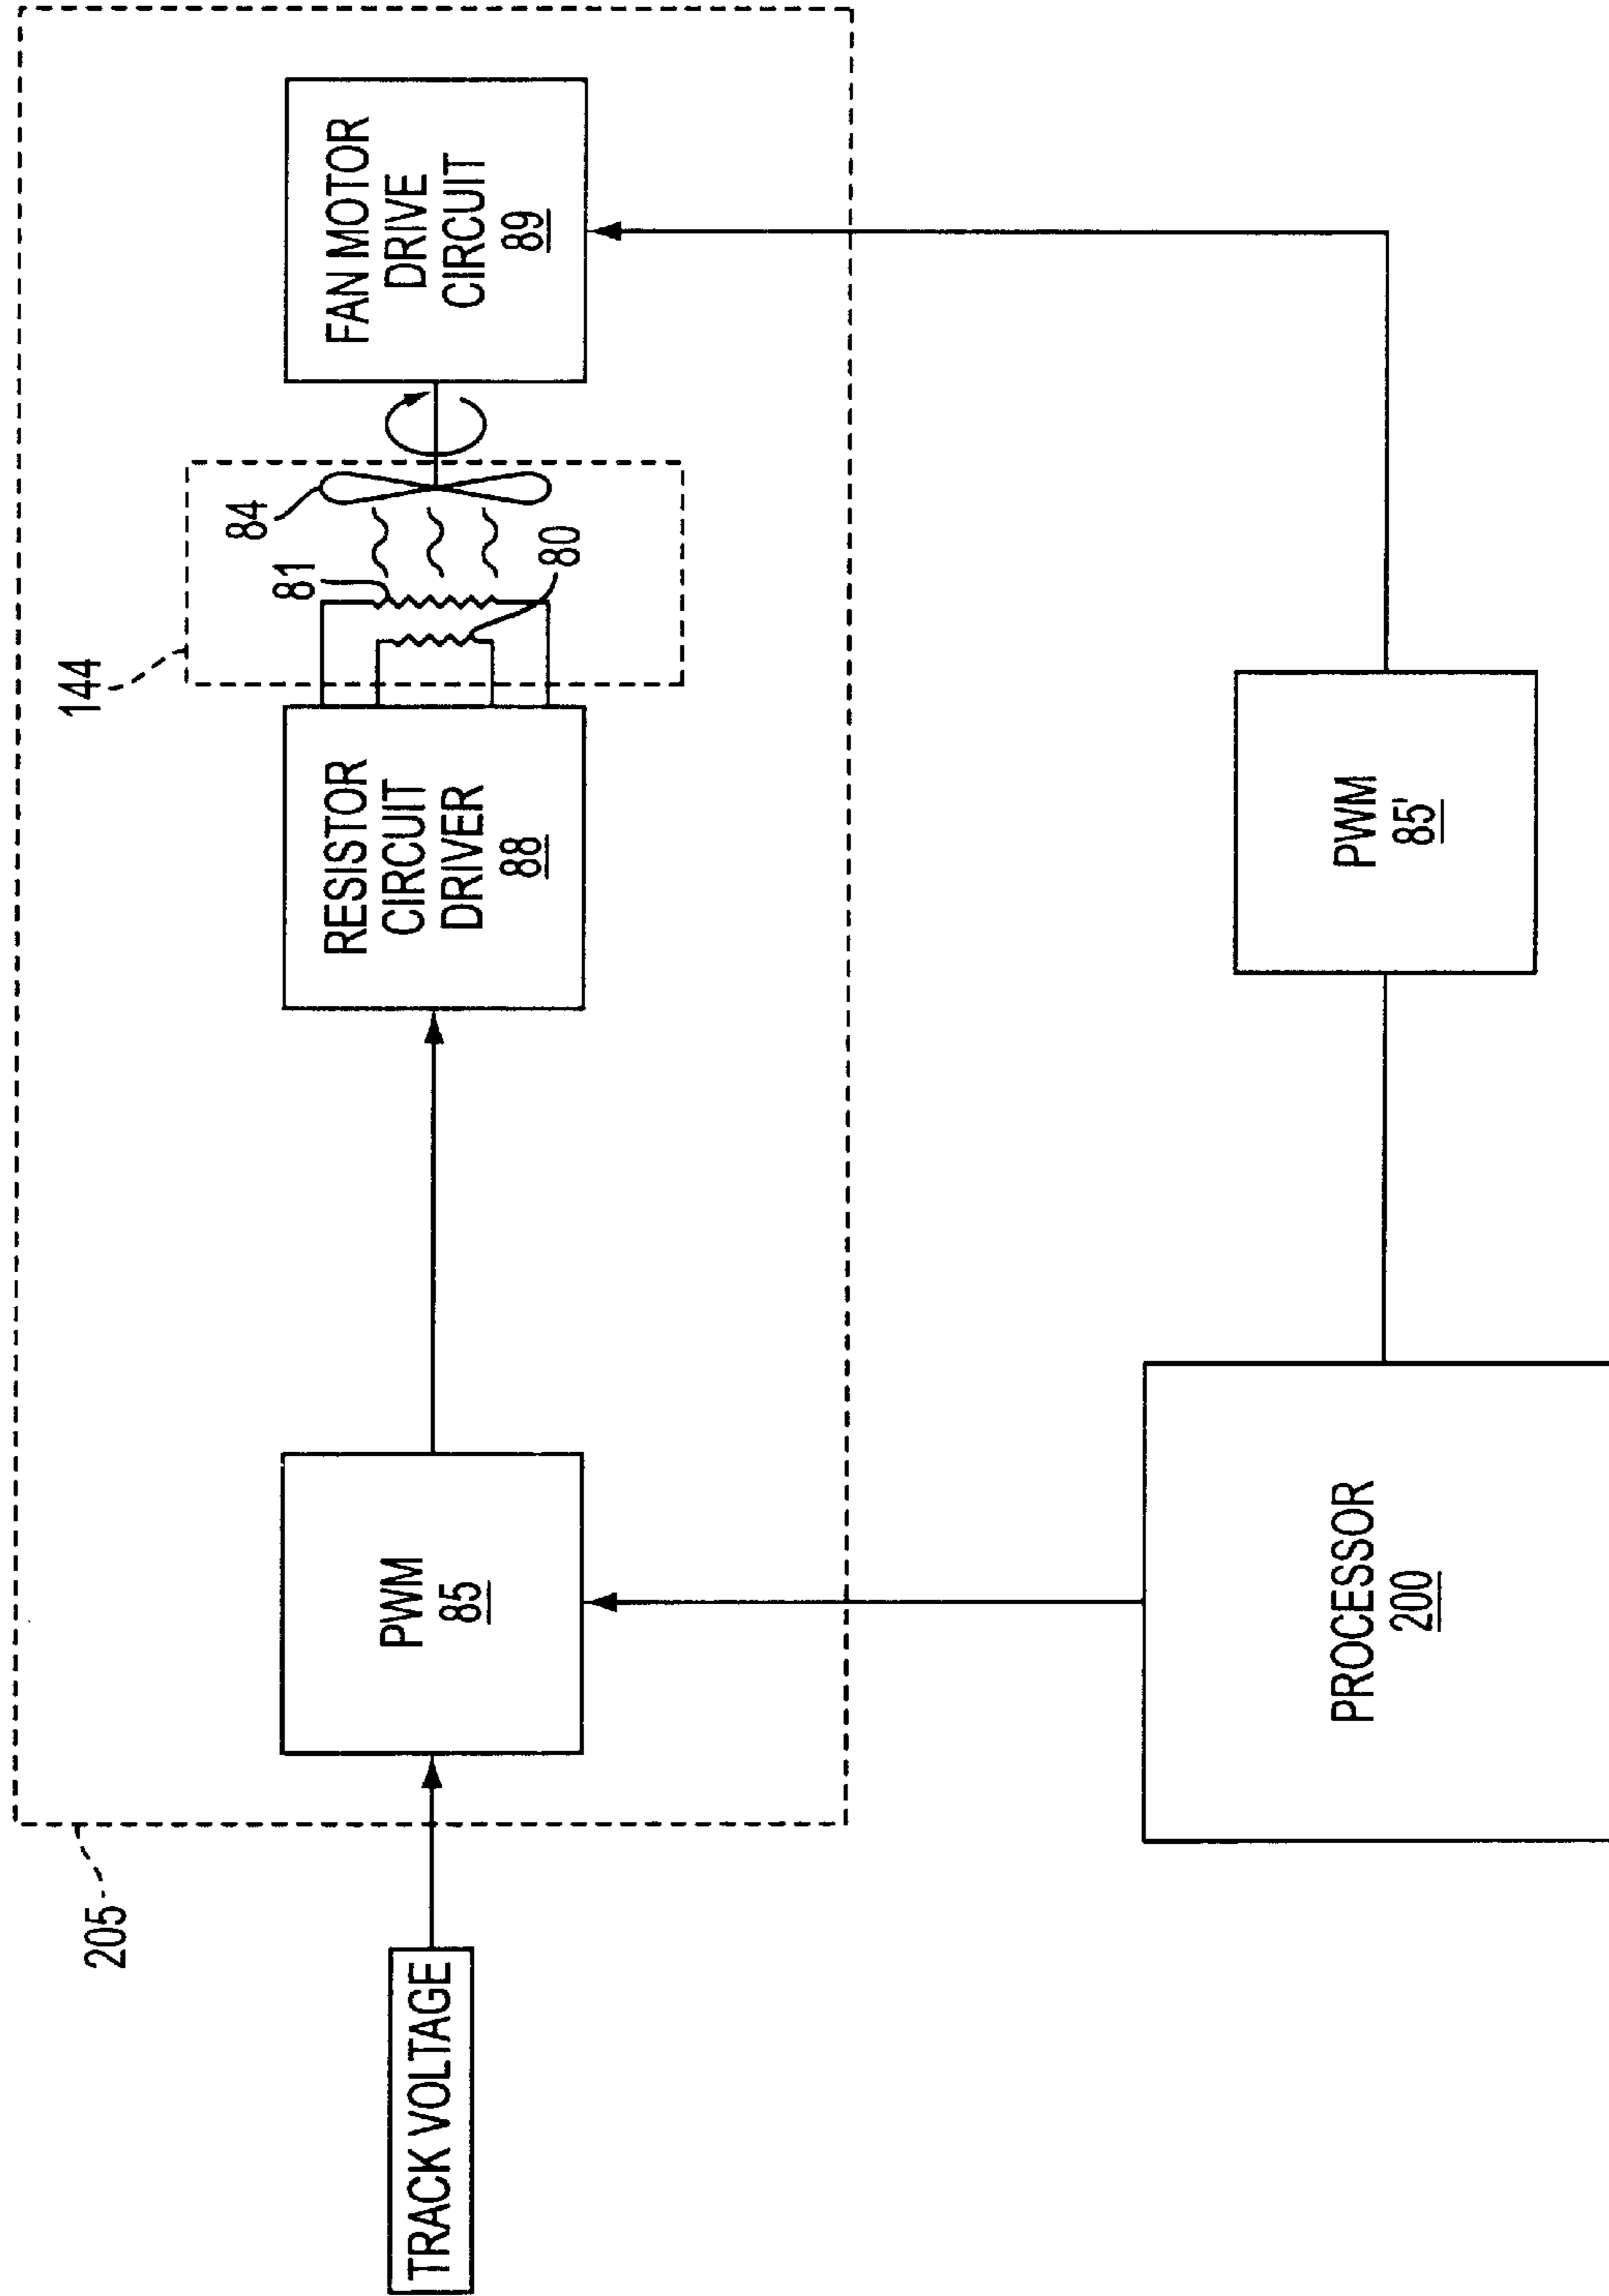 205
144
TRACK VOLTAGE
PWM
85
RESISTOR
CIRCUIT
DRIVER
88
81
84
80
FAN MOTOR
DRIVE
CIRCUIT
89
PROCESSOR
200
PWM
85'